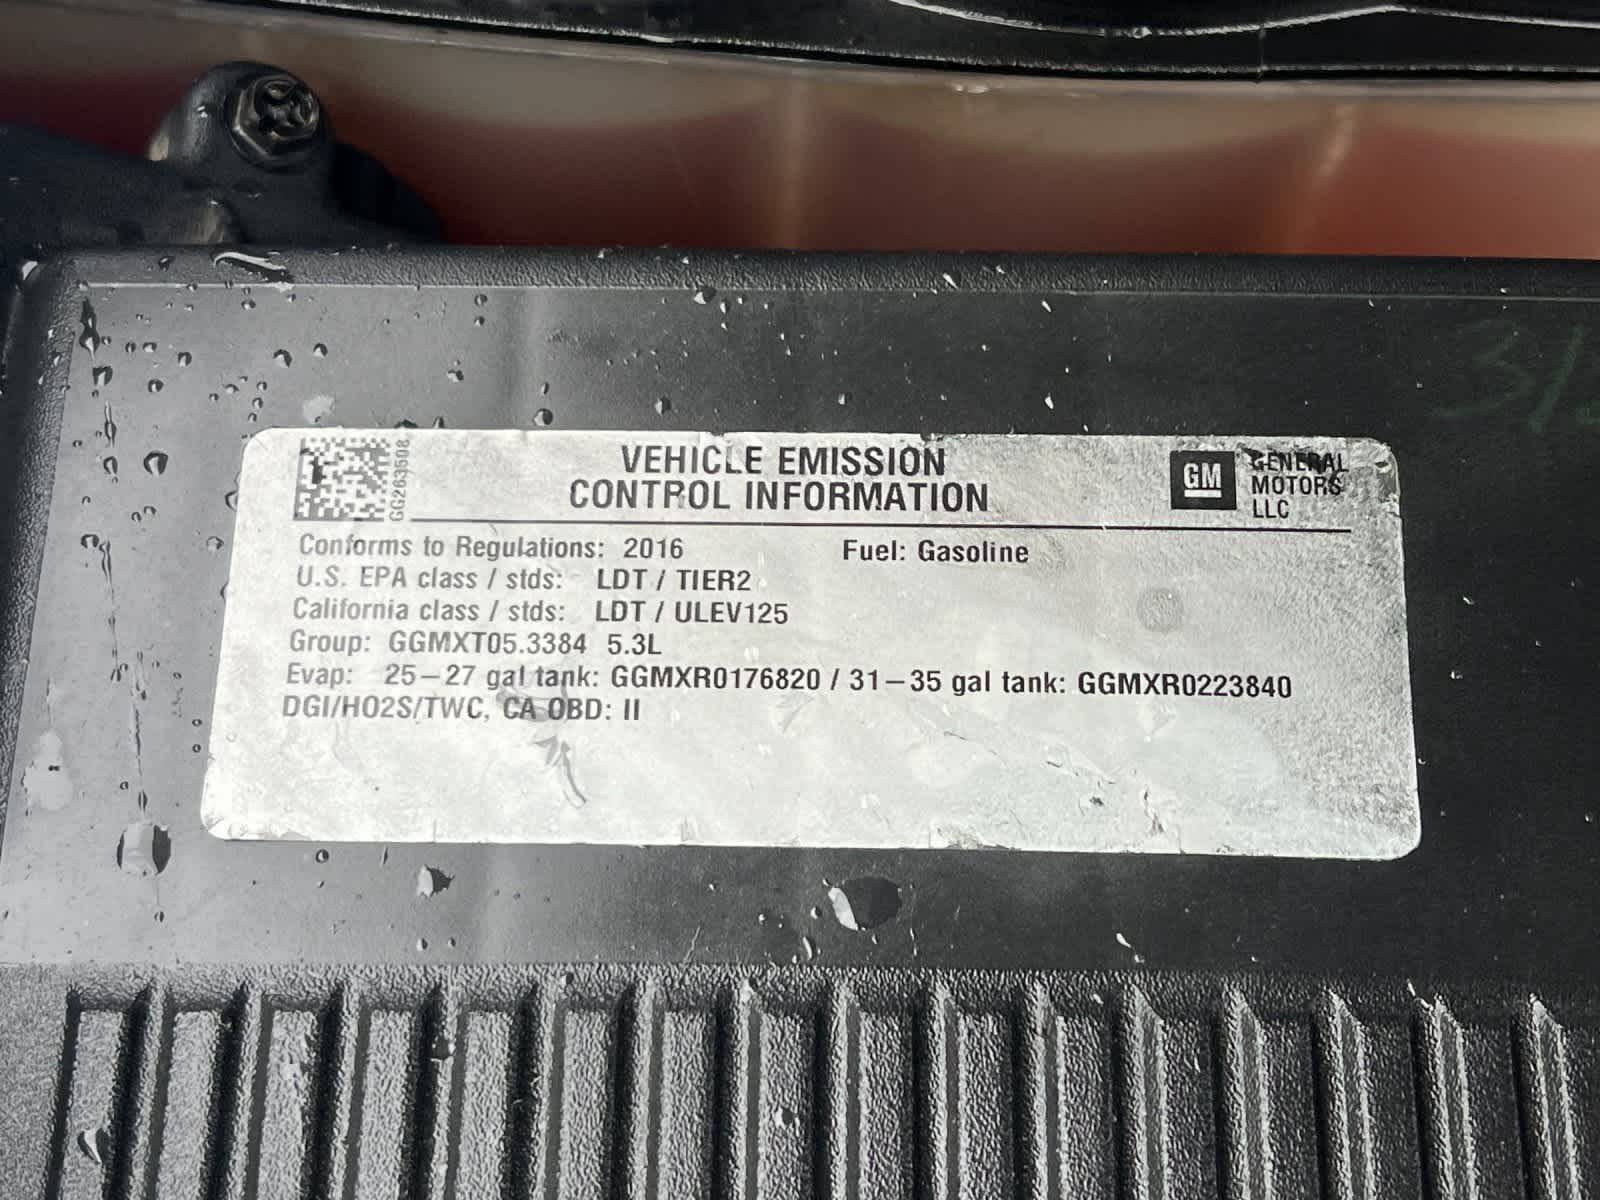 GG263508
VEHICLE EMISSION
CONTROL INFORMATION
GM
GENERAL
MOTORS
LLC
Conforms to Regulations: 2016 Fuel: Gasoline
U.S. EPA class / stds: LDT / TIER2
California class / stds: LDT / ULEV125
Group: GGMXT05.3384 5.3L
Evap: 25–27 gal tank: GGMXR0176820 / 31–35 gal tank: GGMXR0223840
DGI/HO2S/TWC, CA OBD: II